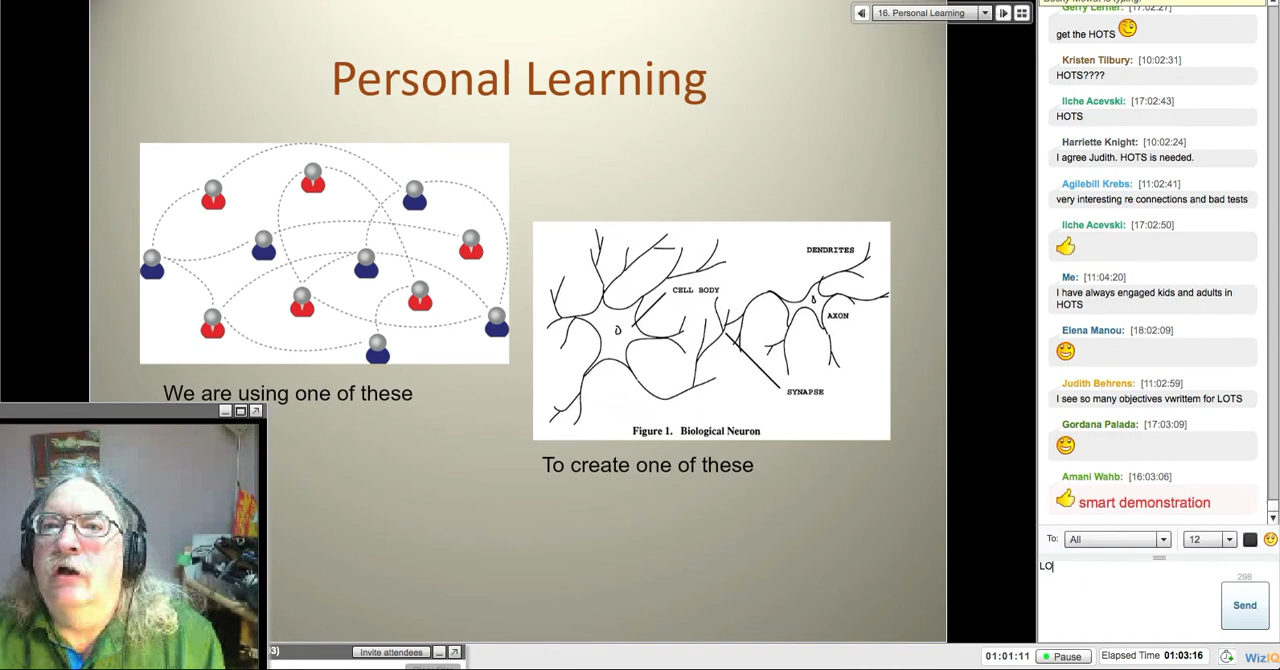 16. Personal Learning
Personal Learning
We are using one of these
DENDRITES
CELL BODY
AXON
SYNAPSE
Figure 1. Biological Neuron
To create one of these
[17:02:27]
get the HOTS
Kristen Tilbury: [10:02:31]
HOTS????
Ilche Acevski: [17:02:43]
HOTS
Harriette Knight: [10:02:24]
I agree Judith. HOTS is needed.
Agilebill Krebs: [11:02:41]
very interesting re connections and bad tests
Ilche Acevski: [17:02:50]
Me: [11:04:20]
I have always engaged kids and adults in
HOTS
Elena Manou: [18:02:09]
Judith Behrens: [11:02:59]
I see so many objectives vwrittem for LOTS
Gordana Palada: [17:03:09]
Amani Wahb: [16:03:06]
smart demonstration
To: All 12
LO
298
Send
3) Invite attendees
01:01:11 Pause Elapsed Time 01:03:16 WizIQ